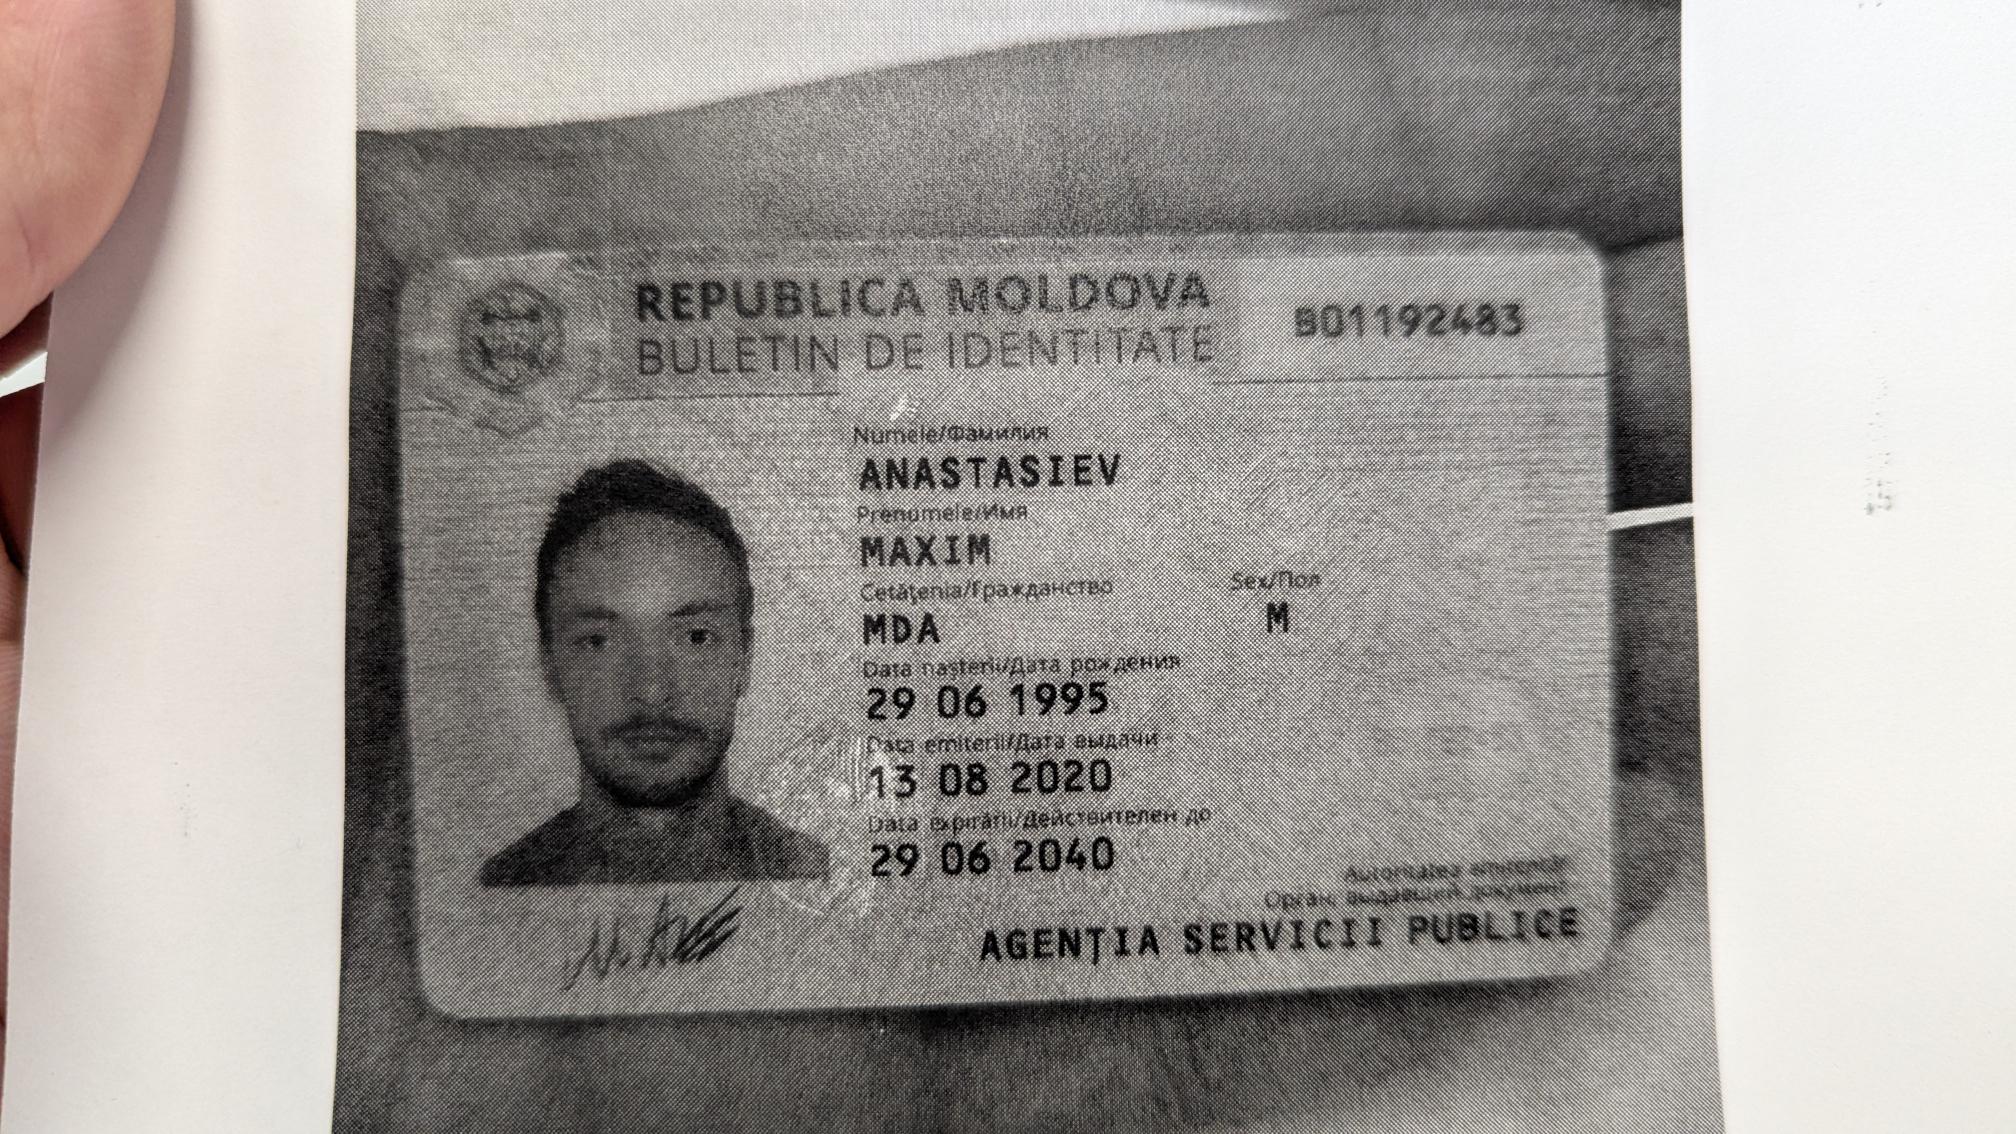 REPUBLICA MOLDOVA
BULETIN DE IDENTITATE
B01192483
Numele/Фамилия
ANASTASIEV
Prenumele/Имя
MAXIM
Cetăţenia/Гражданство
MDA
Sex/Пол
M
Data naşterii/Дата рождения
29 06 1995
Data emiterii/Дата выдачи
13 08 2020
Data expirării/Действителен до
29 06 2040
Autoritatea emitentă/
Орган, выдавший документ
AGENŢIA SERVICII PUBLICE